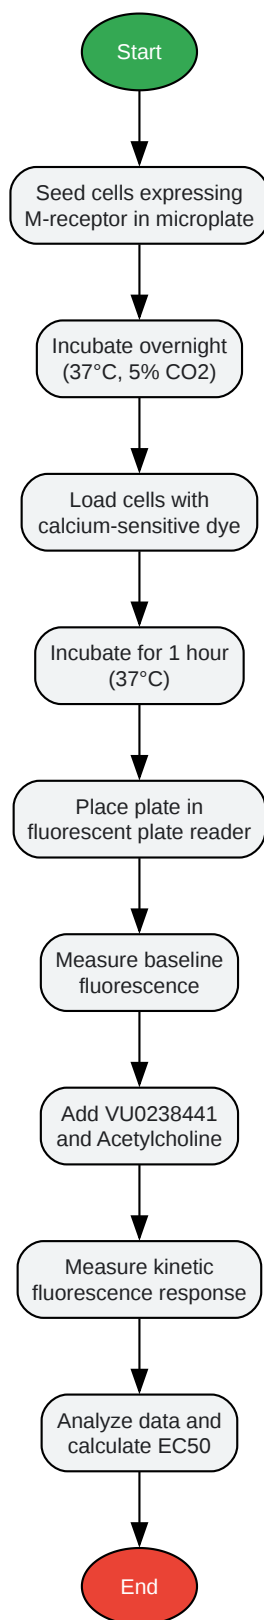 Start
Seed cells expressing
M-receptor in microplate
Incubate overnight
(37°C, 5% CO2)
Load cells with
calcium-sensitive dye
Incubate for 1 hour
(37°C)
Place plate in
fluorescent plate reader
Measure baseline
fluorescence
Add VU0238441
and Acetylcholine
Measure kinetic
fluorescence response
Analyze data and
calculate EC50
End